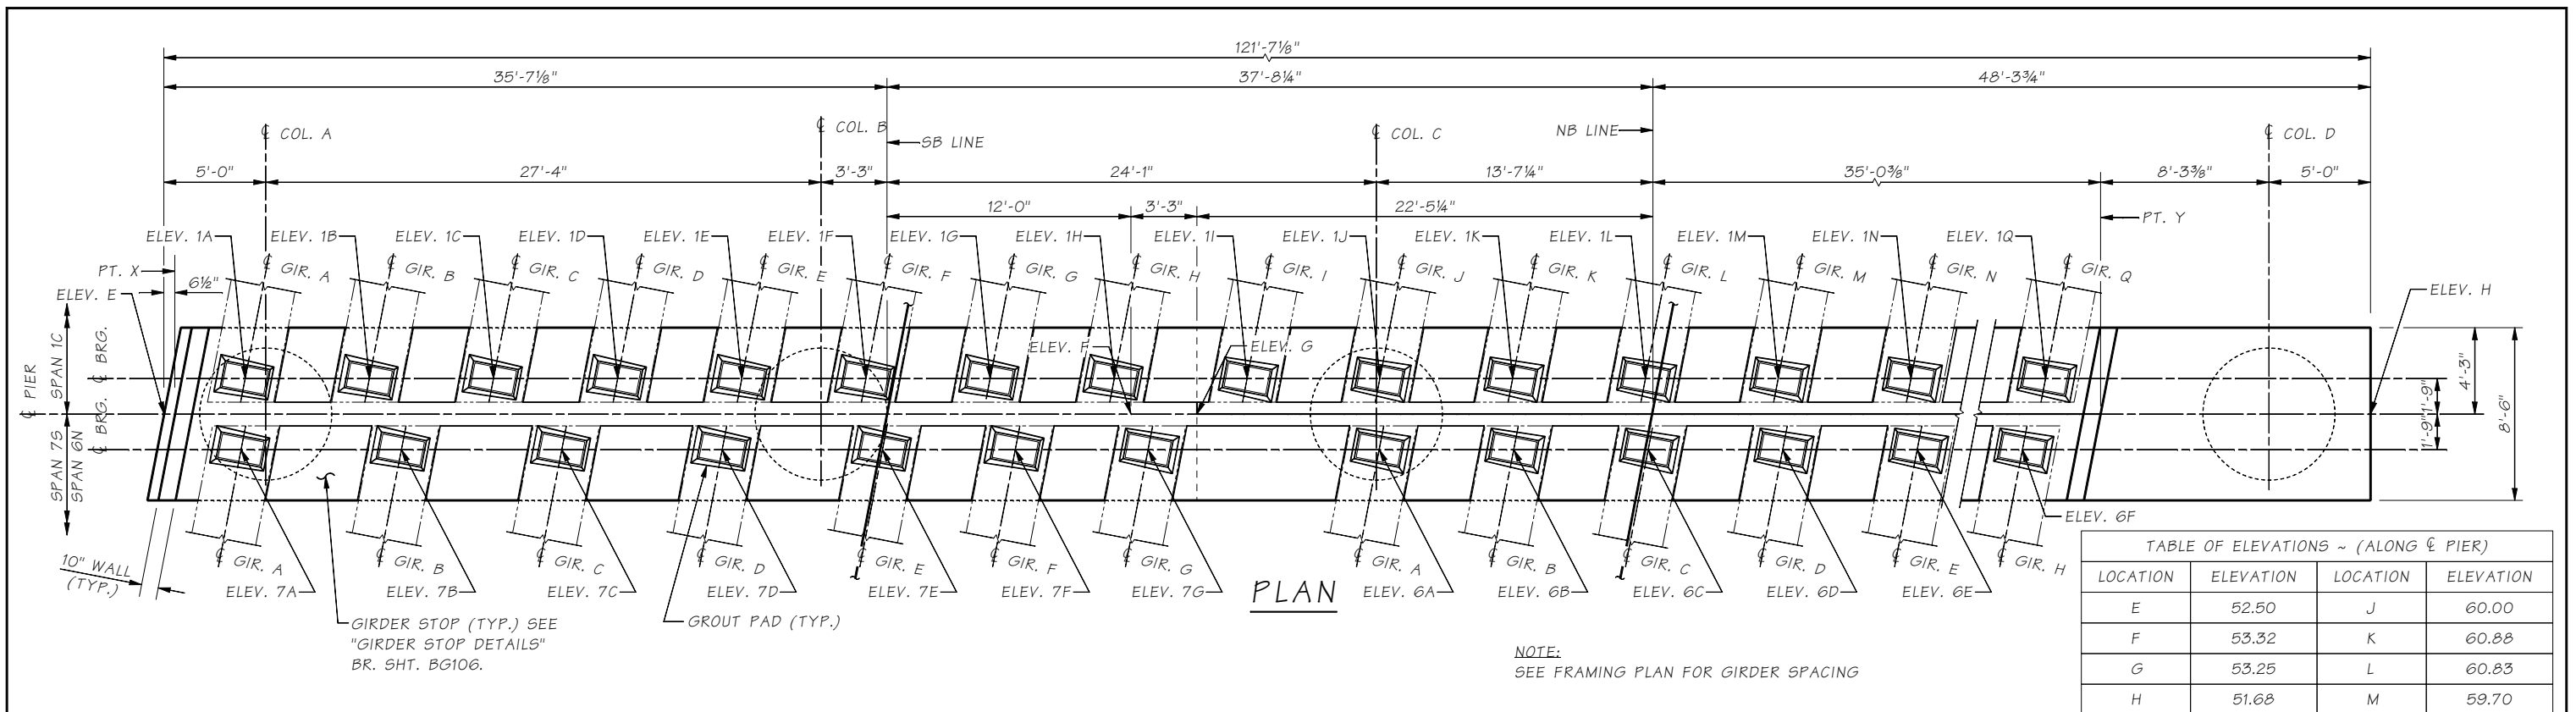 121'-7⅛"
35'-7⅛" 37'-8¼" 48'-3¾"
℄ COL. A ℄ COL. B ℄ COL. C ℄ COL. D
SB LINE NB LINE
5'-0" 27'-4" 3'-3" 24'-1" 13'-7¼" 35'-0⅜" 8'-3⅜" 5'-0"
12'-0" 3'-3" 22'-5¼"
PT. Y
ELEV. 1A ELEV. 1B ELEV. 1C ELEV. 1D ELEV. 1E ELEV. 1F ELEV. 1G ELEV. 1H ELEV. 1I ELEV. 1J ELEV. 1K ELEV. 1L ELEV. 1M ELEV. 1N ELEV. 1Q
PT. X
℄ GIR. A ℄ GIR. B ℄ GIR. C ℄ GIR. D ℄ GIR. E ℄ GIR. F ℄ GIR. G ℄ GIR. H ℄ GIR. I ℄ GIR. J ℄ GIR. K ℄ GIR. L ℄ GIR. M ℄ GIR. N ℄ GIR. Q
6½"
ELEV. E
ELEV. H
ELEV. F ELEV. G
℄ PIER
SPAN 1C
℄ BRG.
SPAN 7S
SPAN 6N
℄ BRG.
1'-9"
1'-9"
4'-3"
8'-6"
ELEV. 6F
10" WALL
(TYP.)
℄ GIR. A ℄ GIR. B ℄ GIR. C ℄ GIR. D ℄ GIR. E ℄ GIR. F ℄ GIR. G ℄ GIR. A ℄ GIR. B ℄ GIR. C ℄ GIR. D ℄ GIR. E ℄ GIR. H
ELEV. 7A ELEV. 7B ELEV. 7C ELEV. 7D ELEV. 7E ELEV. 7F ELEV. 7G ELEV. 6A ELEV. 6B ELEV. 6C ELEV. 6D ELEV. 6E
PLAN
GIRDER STOP (TYP.) SEE
"GIRDER STOP DETAILS"
BR. SHT. BG106.
GROUT PAD (TYP.)
NOTE:
SEE FRAMING PLAN FOR GIRDER SPACING
TABLE OF ELEVATIONS ~ (ALONG ℄ PIER)
LOCATION ELEVATION LOCATION ELEVATION
E 52.50 J 60.00
F 53.32 K 60.88
G 53.25 L 60.83
H 51.68 M 59.70